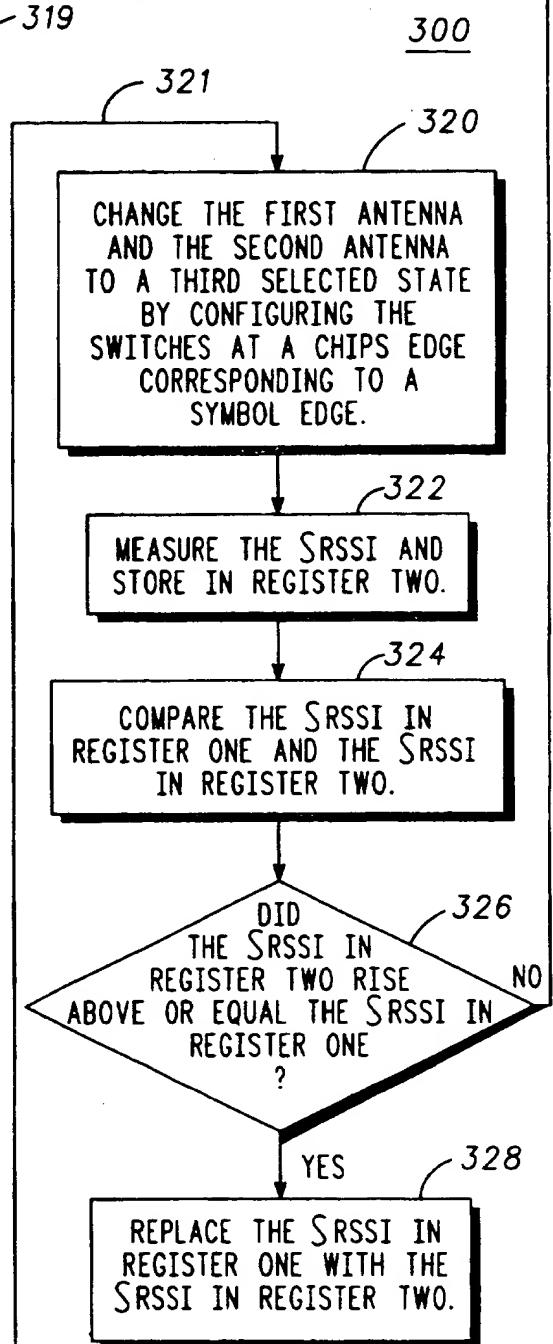 319
300
321
320
CHANGE THE FIRST ANTENNA
AND THE SECOND ANTENNA
TO A THIRD SELECTED STATE
BY CONFIGURING THE
SWITCHES AT A CHIPS EDGE
CORRESPONDING TO A
SYMBOL EDGE.
322
MEASURE THE SRSSI AND
STORE IN REGISTER TWO.
324
COMPARE THE SRSSI IN
REGISTER ONE AND THE SRSSI
IN REGISTER TWO.
326
DID
THE SRSSI IN
REGISTER TWO RISE
ABOVE OR EQUAL THE SRSSI IN
REGISTER ONE
?
NO
YES
328
REPLACE THE SRSSI IN
REGISTER ONE WITH THE
SRSSI IN REGISTER TWO.